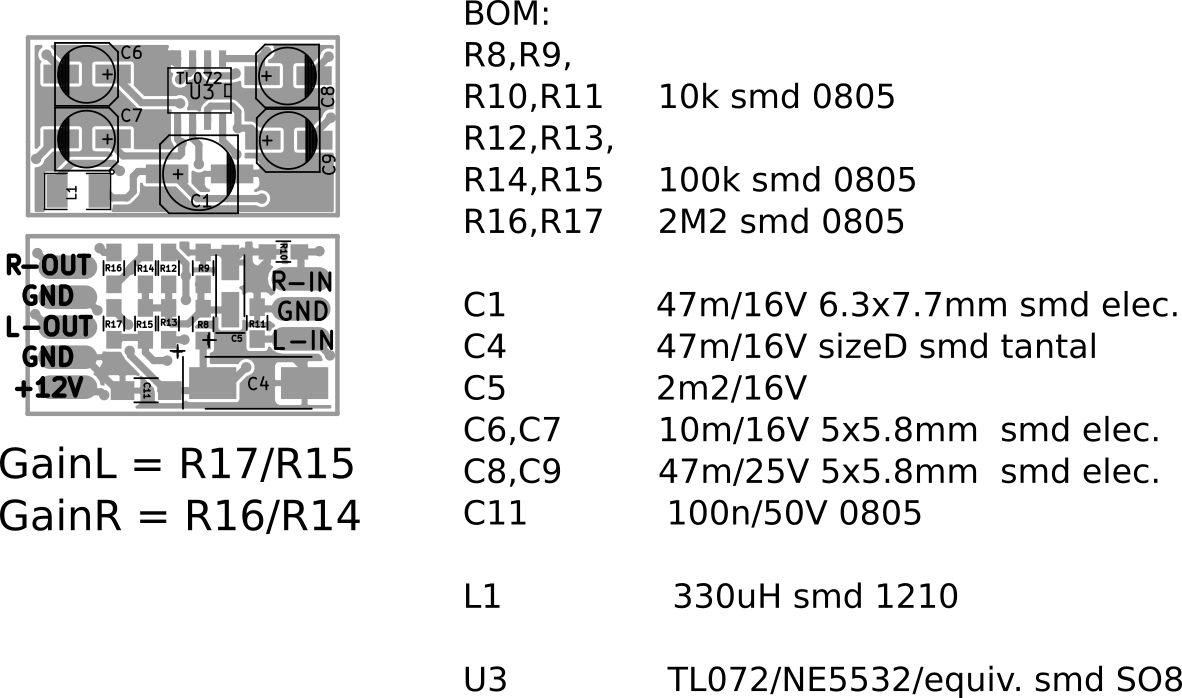 C6
TL072
U3
C8
C7
C9
L1
C1
R-OUT
GND
L-OUT
GND
+12V
R16
R14
R12
R9
R10
R-IN
GND
L-IN
R17
R15
R13
R8
R11
C5
C11
C4
GainL = R17/R15
GainR = R16/R14
BOM:
R8,R9,
R10,R11 10k smd 0805
R12,R13,
R14,R15 100k smd 0805
R16,R17 2M2 smd 0805
C1 47m/16V 6.3x7.7mm smd elec.
C4 47m/16V sizeD smd tantal
C5 2m2/16V
C6,C7 10m/16V 5x5.8mm smd elec.
C8,C9 47m/25V 5x5.8mm smd elec.
C11 100n/50V 0805
L1 330uH smd 1210
U3 TL072/NE5532/equiv. smd SO8